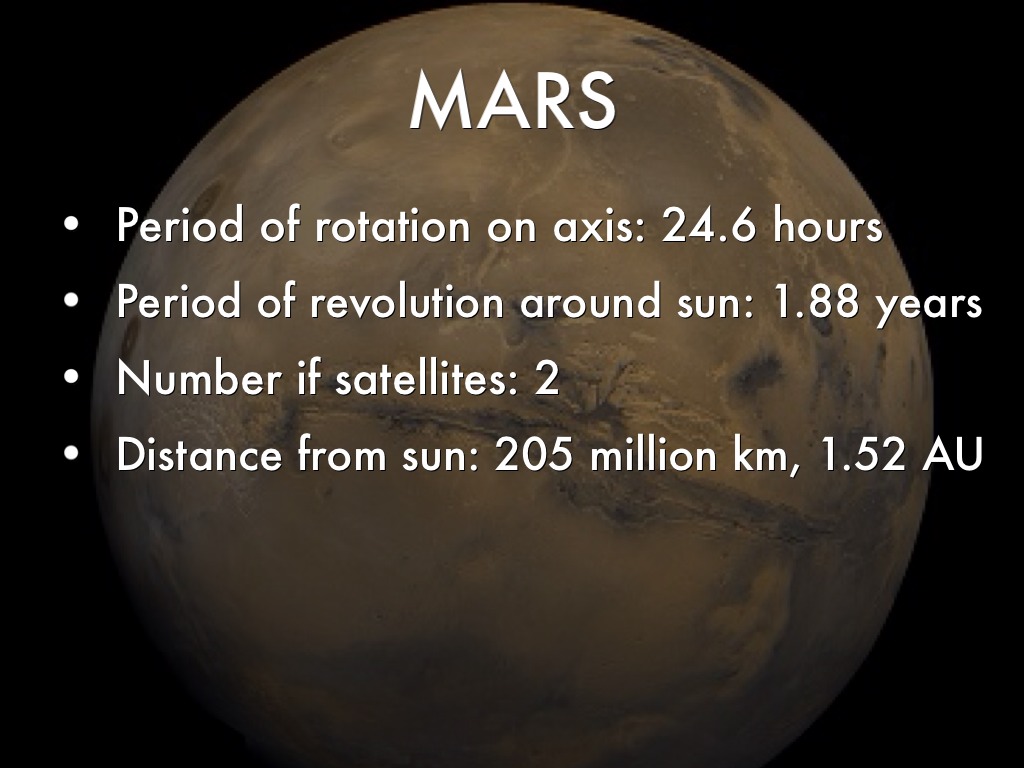 MARS
• Period of rotation on axis: 24.6 hours
• Period of revolution around sun: 1.88 years
• Number if satellites: 2
• Distance from sun: 205 million km, 1.52 AU